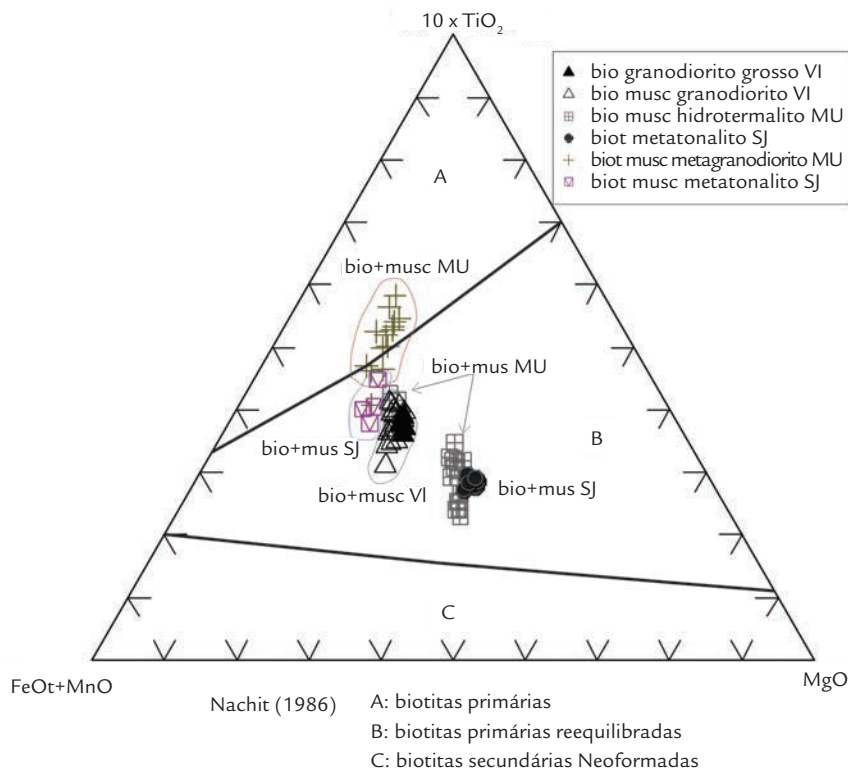 10 x TiO₂
bio granodiorito grosso VI
bio musc granodiorito VI
bio musc hidrotermalito MU
biot metatonalito SJ
biot musc metagranodiorito MU
biot musc metatonalito SJ
A
bio+musc MU
bio+mus MU
B
bio+mus SJ
bio+musc VI
bio+mus SJ
C
FeOt+MnO
MgO
Nachit (1986)
A: biotitas primárias
B: biotitas primárias reequilibradas
C: biotitas secundárias Neoformadas